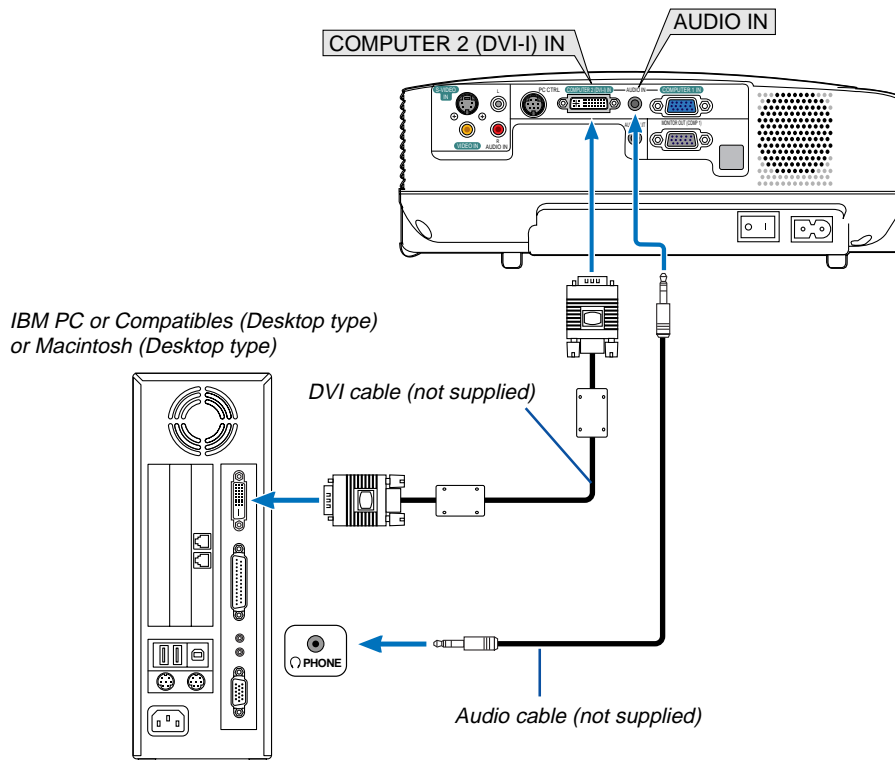 AUDIO IN
COMPUTER 2 (DVI-I) IN
S-VIDEO IN
L
PC CTRL
COMPUTER 2 (DVI-I) IN
AUDIO IN
COMPUTER 1 IN
VIDEO IN
R
AUDIO IN
MONITOR OUT (COMP 1)
IBM PC or Compatibles (Desktop type)
or Macintosh (Desktop type)
DVI cable (not supplied)
PHONE
Audio cable (not supplied)